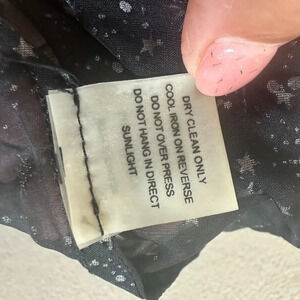 DRY CLEAN ONLY
COOL IRON ON REVERSE
DO NOT OVER PRESS
DO NOT HANG IN DIRECT
SUNLIGHT